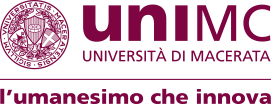 uniMC
UNIVERSITÀ DI MACERATA
l'umanesimo che innova